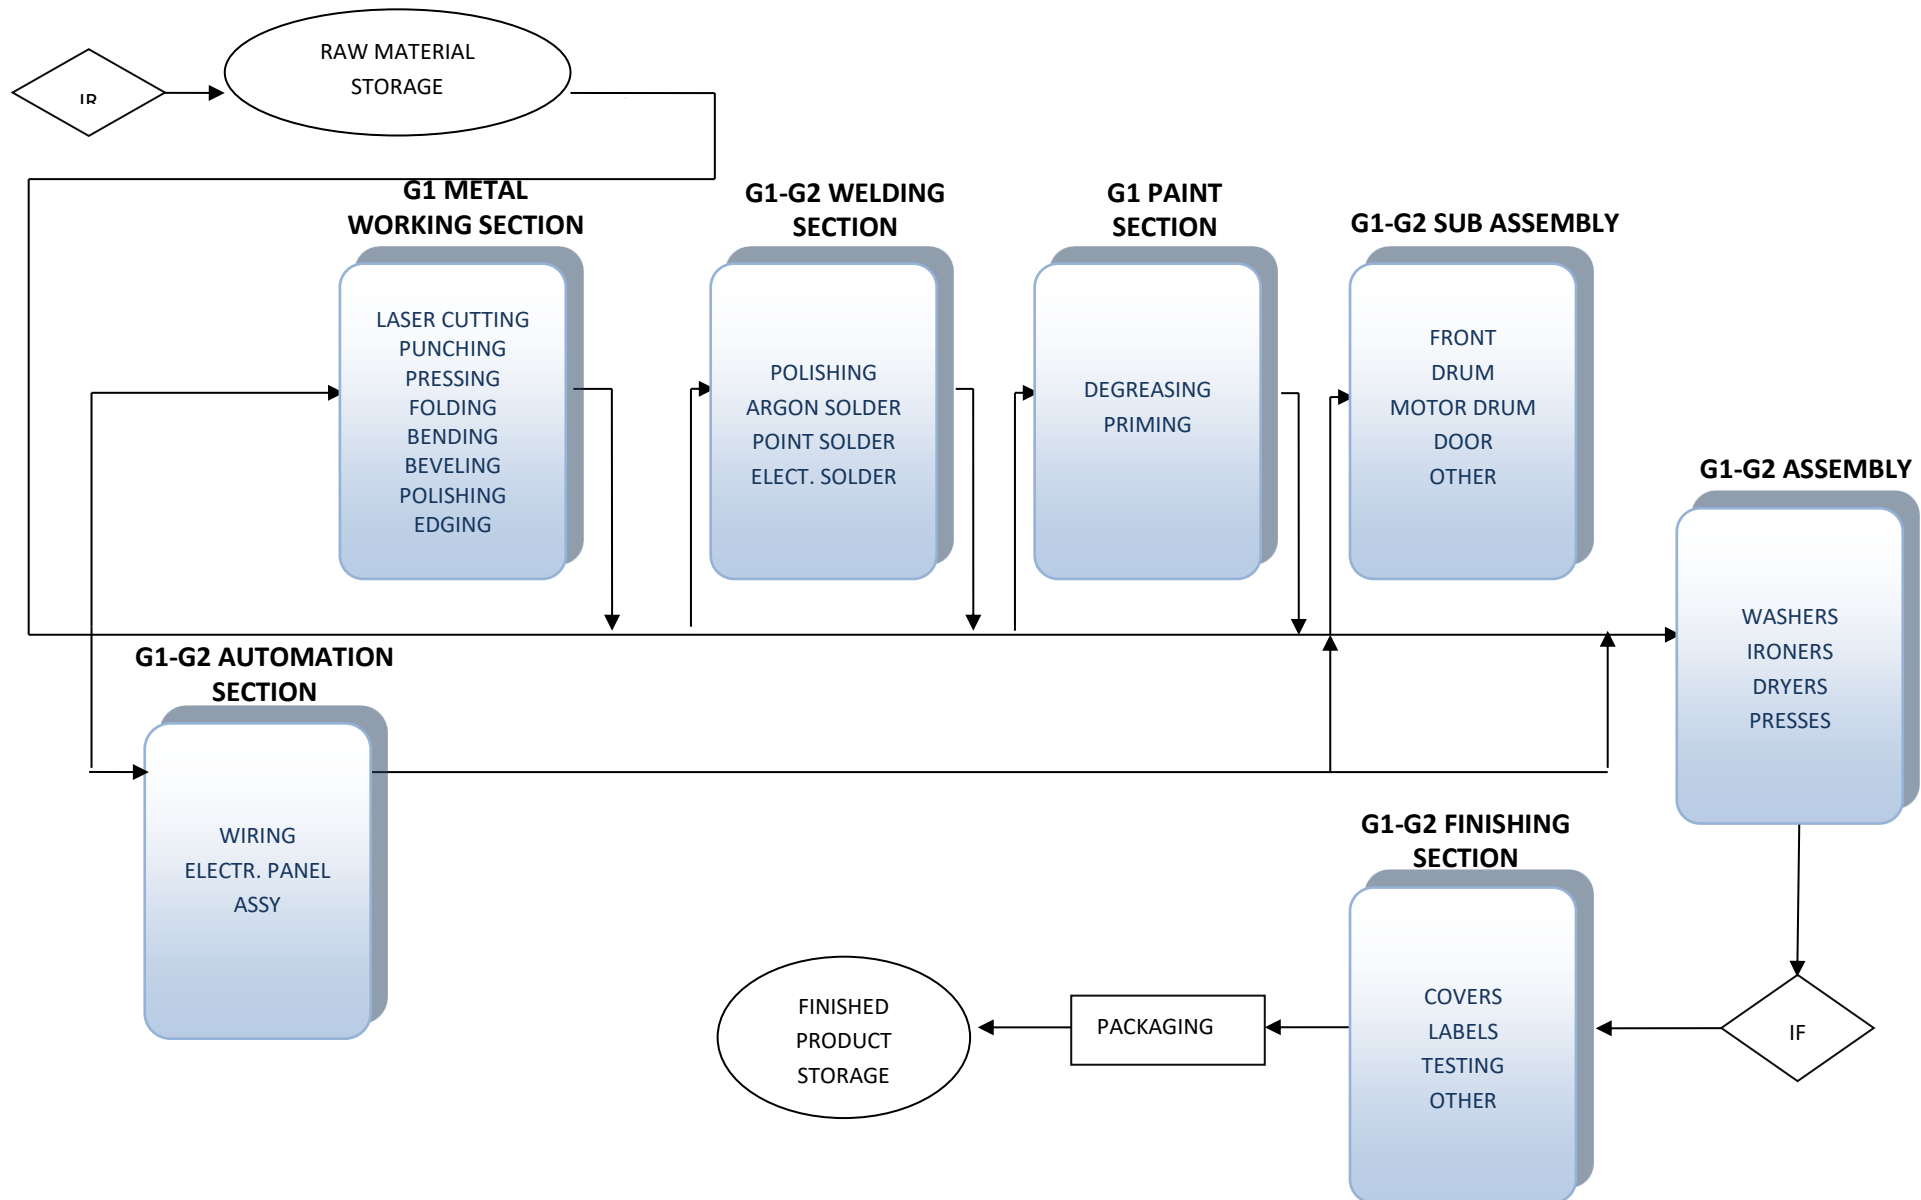 RAW MATERIAL
STORAGE
G1 METAL
WORKING SECTION
LASER CUTTING
PUNCHING
PRESSING
FOLDING
BENDING
BEVELING
POLISHING
EDGING
G1-G2 WELDING
SECTION
POLISHING
ARGON SOLDER
POINT SOLDER
ELECT. SOLDER
G1 PAINT
SECTION
DEGREASING
PRIMING
G1-G2 SUB ASSEMBLY
FRONT
DRUM
MOTOR DRUM
DOOR
OTHER
G1-G2 ASSEMBLY
WASHERS
IRONERS
DRYERS
PRESSES
G1-G2 AUTOMATION
SECTION
WIRING
ELECTR. PANEL
ASSY
G1-G2 FINISHING
SECTION
COVERS
LABELS
TESTING
OTHER
IF
PACKAGING
FINISHED
PRODUCT
STORAGE